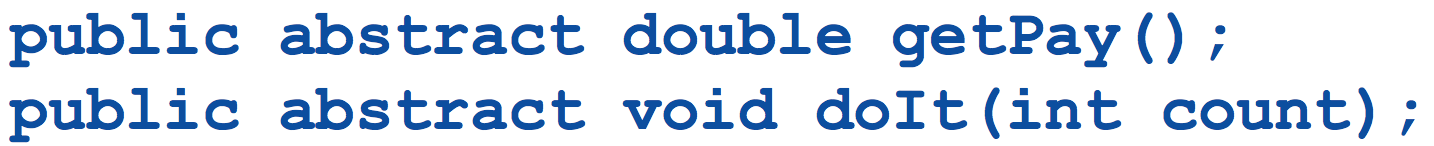 public abstract double getPay();
public abstract void doIt(int count);